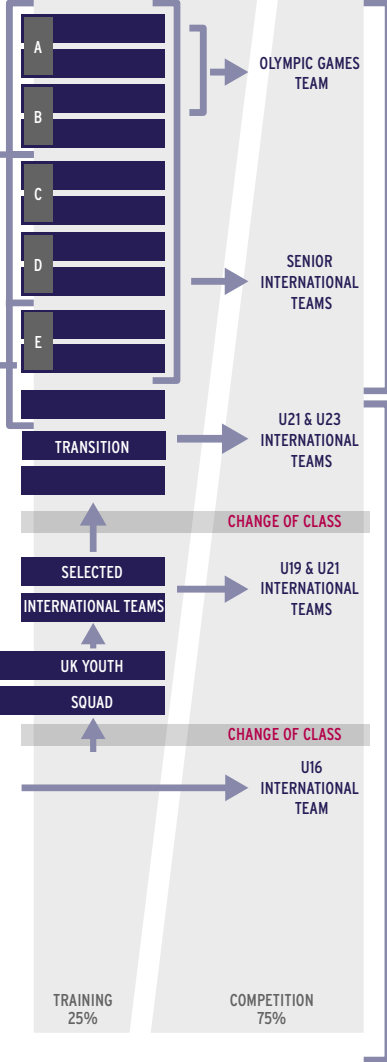 A
OLYMPIC GAMES
TEAM
B
C
D
SENIOR
INTERNATIONAL
TEAMS
E
TRANSITION
U21 & U23
INTERNATIONAL
TEAMS
CHANGE OF CLASS
SELECTED
INTERNATIONAL TEAMS
U19 & U21
INTERNATIONAL
TEAMS
UK YOUTH
SQUAD
CHANGE OF CLASS
U16
INTERNATIONAL
TEAM
TRAINING
25%
COMPETITION
75%